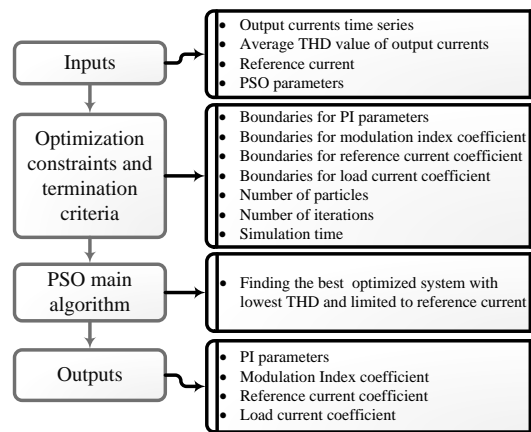 Inputs
• Output currents time series
• Average THD value of output currents
• Reference current
• PSO parameters
Optimization
constraints and
termination
criteria
• Boundaries for PI parameters
• Boundaries for modulation index coefficient
• Boundaries for reference current coefficient
• Boundaries for load current coefficient
• Number of particles
• Number of iterations
• Simulation time
PSO main
algorithm
• Finding the best optimized system with
lowest THD and limited to reference current
Outputs
• PI parameters
• Modulation Index coefficient
• Reference current coefficient
• Load current coefficient